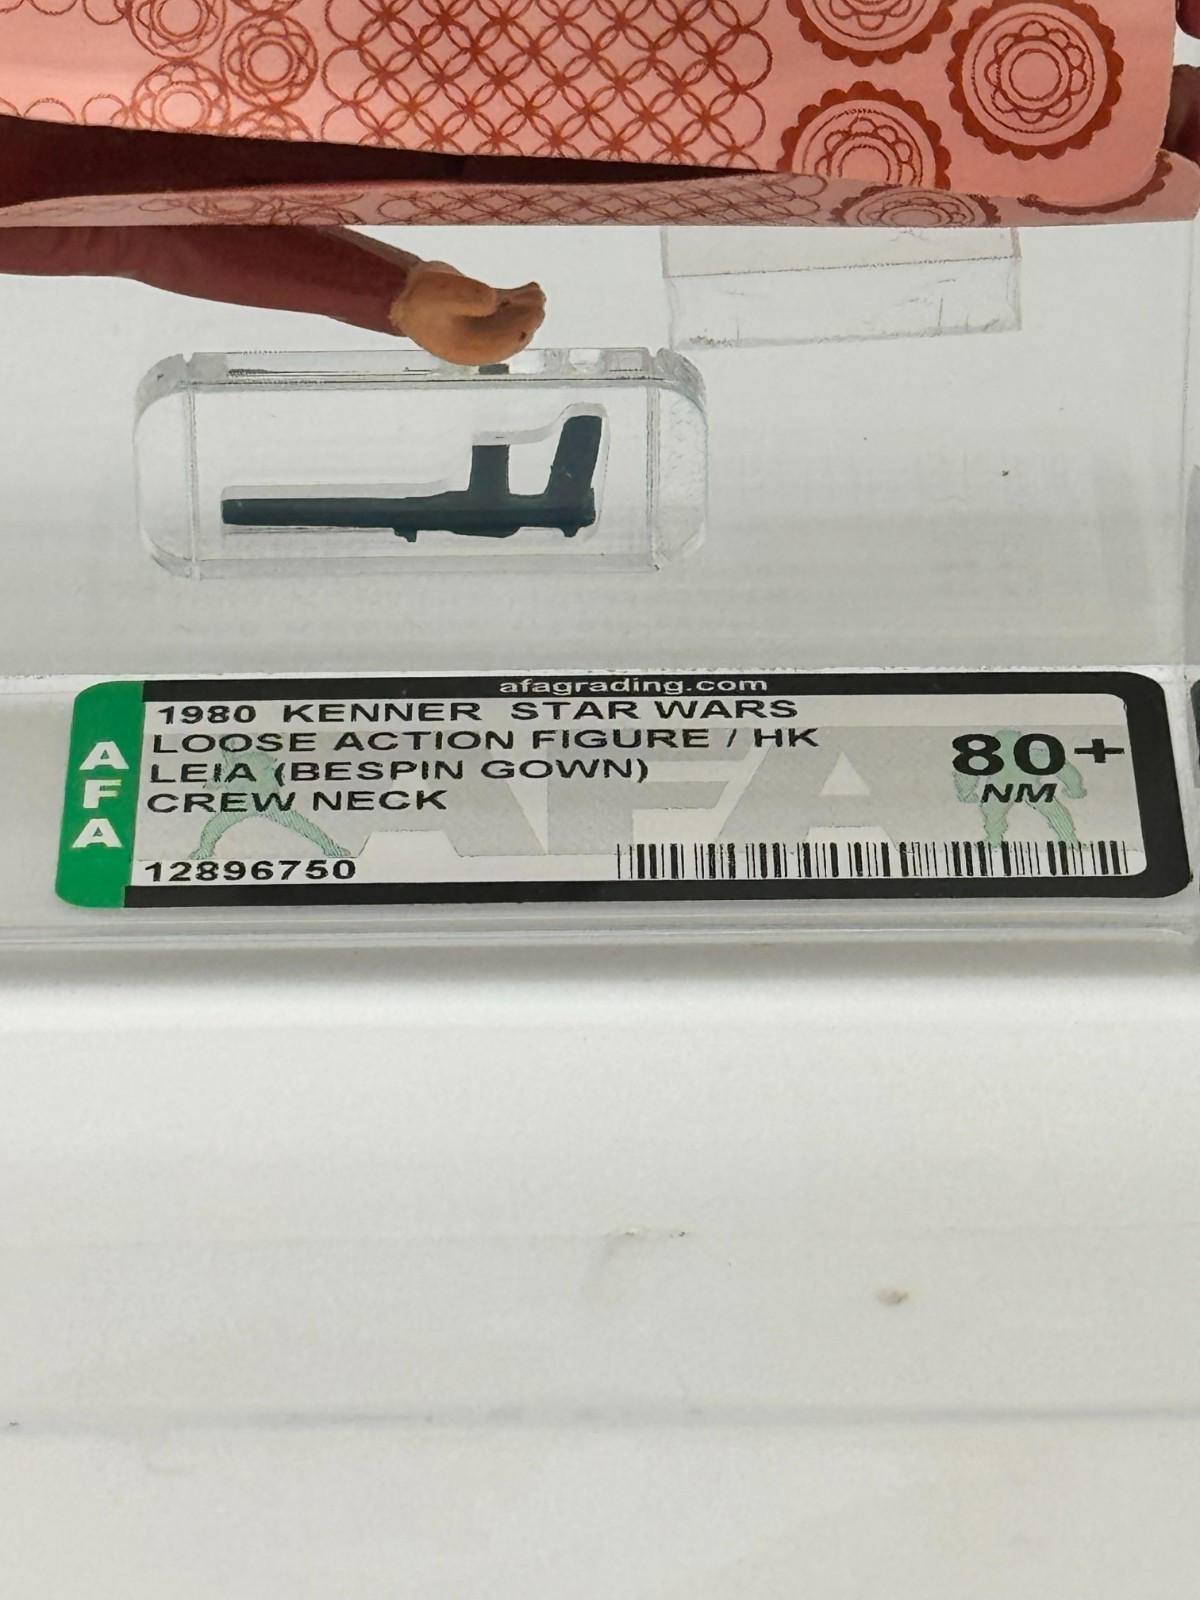 afagrading.com
AFA
1980 KENNER STAR WARS
LOOSE ACTION FIGURE / HK
LEIA (BESPIN GOWN)
CREW NECK
80+
NM
12896750
AFA